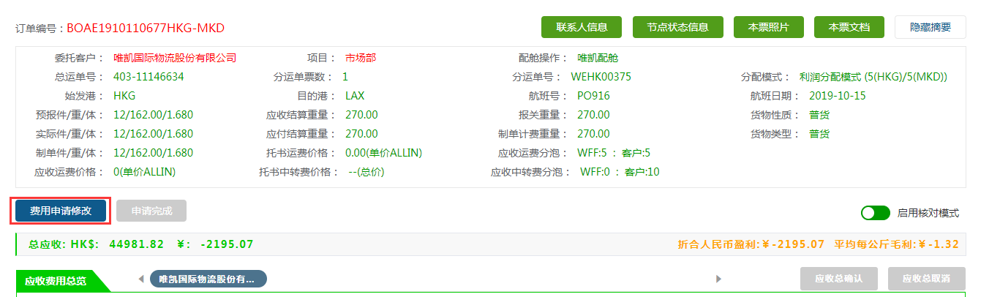 订单编号：BOAE1910110677HKG-MKD 联系人信息 节点状态信息 本票照片 本票文档 隐藏摘要
委托客户： 唯凯国际物流股份有限公司 项目： 市场部 配舱操作： 唯凯配舱
总运单号： 403-11146634 分运单票数： 1 分运单号： WEHK00375 分配模式： 利润分配模式 (5(HKG)/5(MKD))
始发港： HKG 目的港： LAX 航班号： PO916 航班日期： 2019-10-15
预报件/重/体： 12/162.00/1.680 应收结算重量： 270.00 报关重量： 270.00 货物性质： 普货
实际件/重/体： 12/162.00/1.680 应付结算重量： 270.00 制单计费重量： 270.00 货物类型： 普货
制单件/重/体： 12/162.00/1.680 托书运费价格： 0.00(单价ALLIN) 应收运费分泡： WFF:5 ： 客户:5
应收运费价格： 0(单价ALLIN) 托书中转费价格： --(总价) 应收中转费分泡： WFF:0 ： 客户:10
费用申请修改 申请完成 启用核对模式
总应收: HK$: 44981.82 ¥: -2195.07 折合人民币盈利:¥-2195.07 平均每公斤毛利:¥-1.32
应收费用总览 唯凯国际物流股份有... 应收总确认 应收总取消